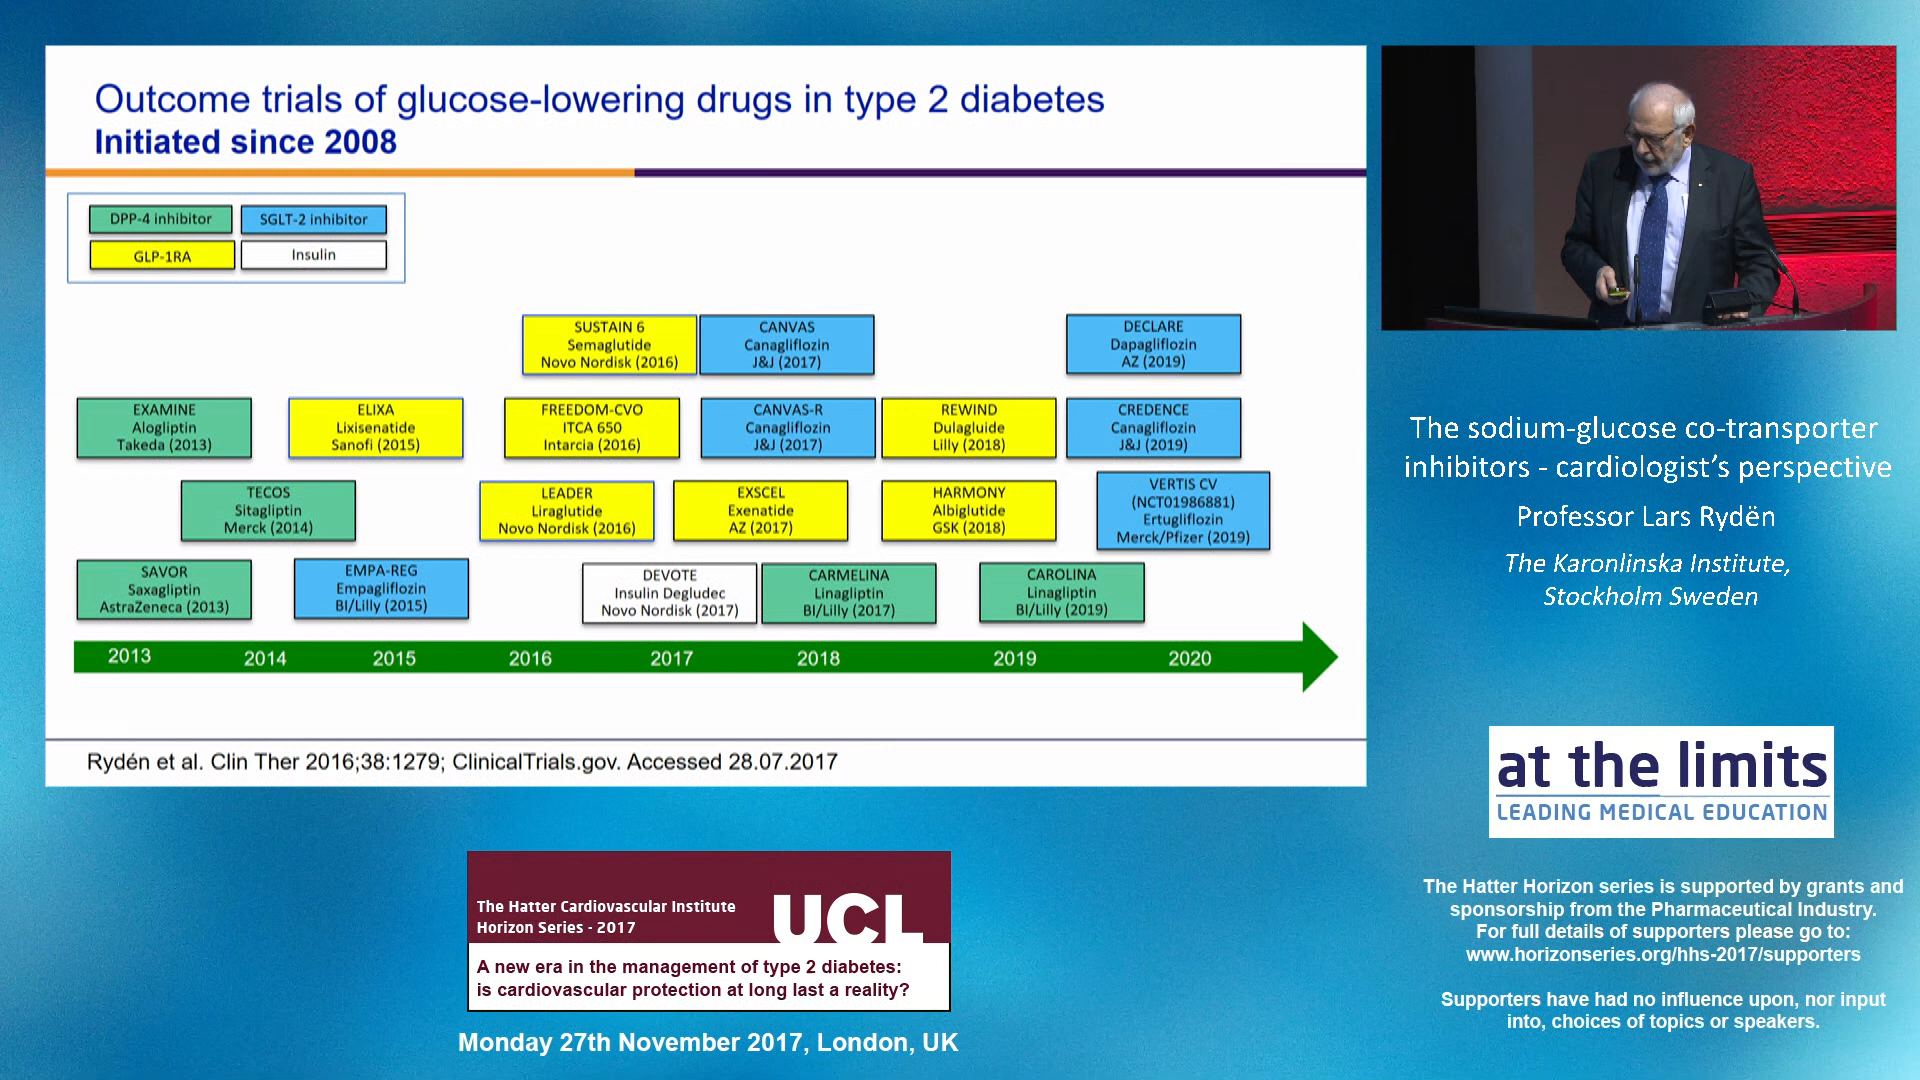 Outcome trials of glucose-lowering drugs in type 2 diabetes
Initiated since 2008
DPP-4 inhibitor
SGLT-2 inhibitor
GLP-1RA
Insulin
SUSTAIN 6
Semaglutide
Novo Nordisk (2016)
CANVAS
Canagliflozin
J&J (2017)
DECLARE
Dapagliflozin
AZ (2019)
EXAMINE
Alogliptin
Takeda (2013)
ELIXA
Lixisenatide
Sanofi (2015)
FREEDOM-CVO
ITCA 650
Intarcia (2016)
CANVAS-R
Canagliflozin
J&J (2017)
REWIND
Dulagluide
Lilly (2018)
CREDENCE
Canagliflozin
J&J (2019)
TECOS
Sitagliptin
Merck (2014)
LEADER
Liraglutide
Novo Nordisk (2016)
EXSCEL
Exenatide
AZ (2017)
HARMONY
Albiglutide
GSK (2018)
VERTIS CV
(NCT01986881)
Ertugliflozin
Merck/Pfizer (2019)
SAVOR
Saxagliptin
AstraZeneca (2013)
EMPA-REG
Empagliflozin
BI/Lilly (2015)
DEVOTE
Insulin Degludec
Novo Nordisk (2017)
CARMELINA
Linagliptin
BI/Lilly (2017)
CAROLINA
Linagliptin
BI/Lilly (2019)
2013 2014 2015 2016 2017 2018 2019 2020
Rydén et al. Clin Ther 2016;38:1279; ClinicalTrials.gov. Accessed 28.07.2017
The sodium-glucose co-transporter
inhibitors - cardiologist's perspective
Professor Lars Rydën
The Karonlinska Institute,
Stockholm Sweden
at the limits
LEADING MEDICAL EDUCATION
The Hatter Horizon series is supported by grants and
sponsorship from the Pharmaceutical Industry.
For full details of supporters please go to:
www.horizonseries.org/hhs-2017/supporters
Supporters have had no influence upon, nor input
into, choices of topics or speakers.
The Hatter Cardiovascular Institute
Horizon Series - 2017
UCL
A new era in the management of type 2 diabetes:
is cardiovascular protection at long last a reality?
Monday 27th November 2017, London, UK